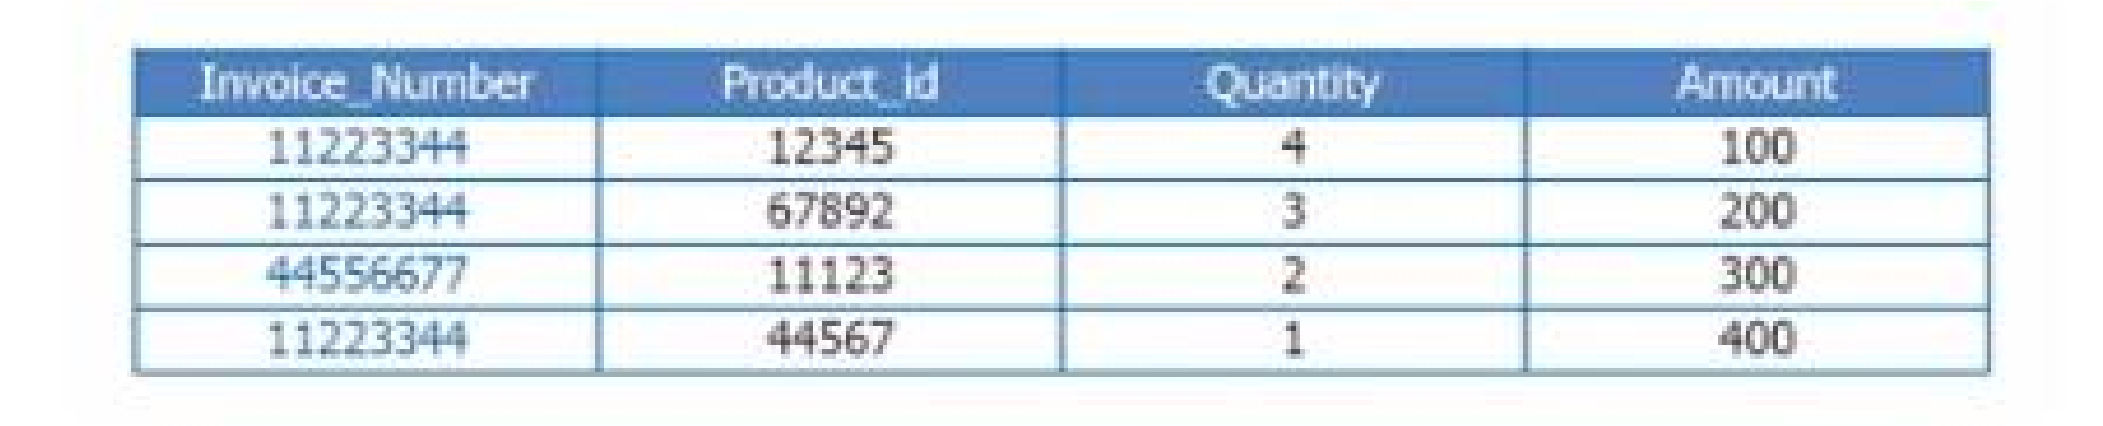 Invoice_Number Product_id Quantity Amount
11223344 12345 4 100
11223344 67892 3 200
44556677 11123 2 300
11223344 44567 1 400